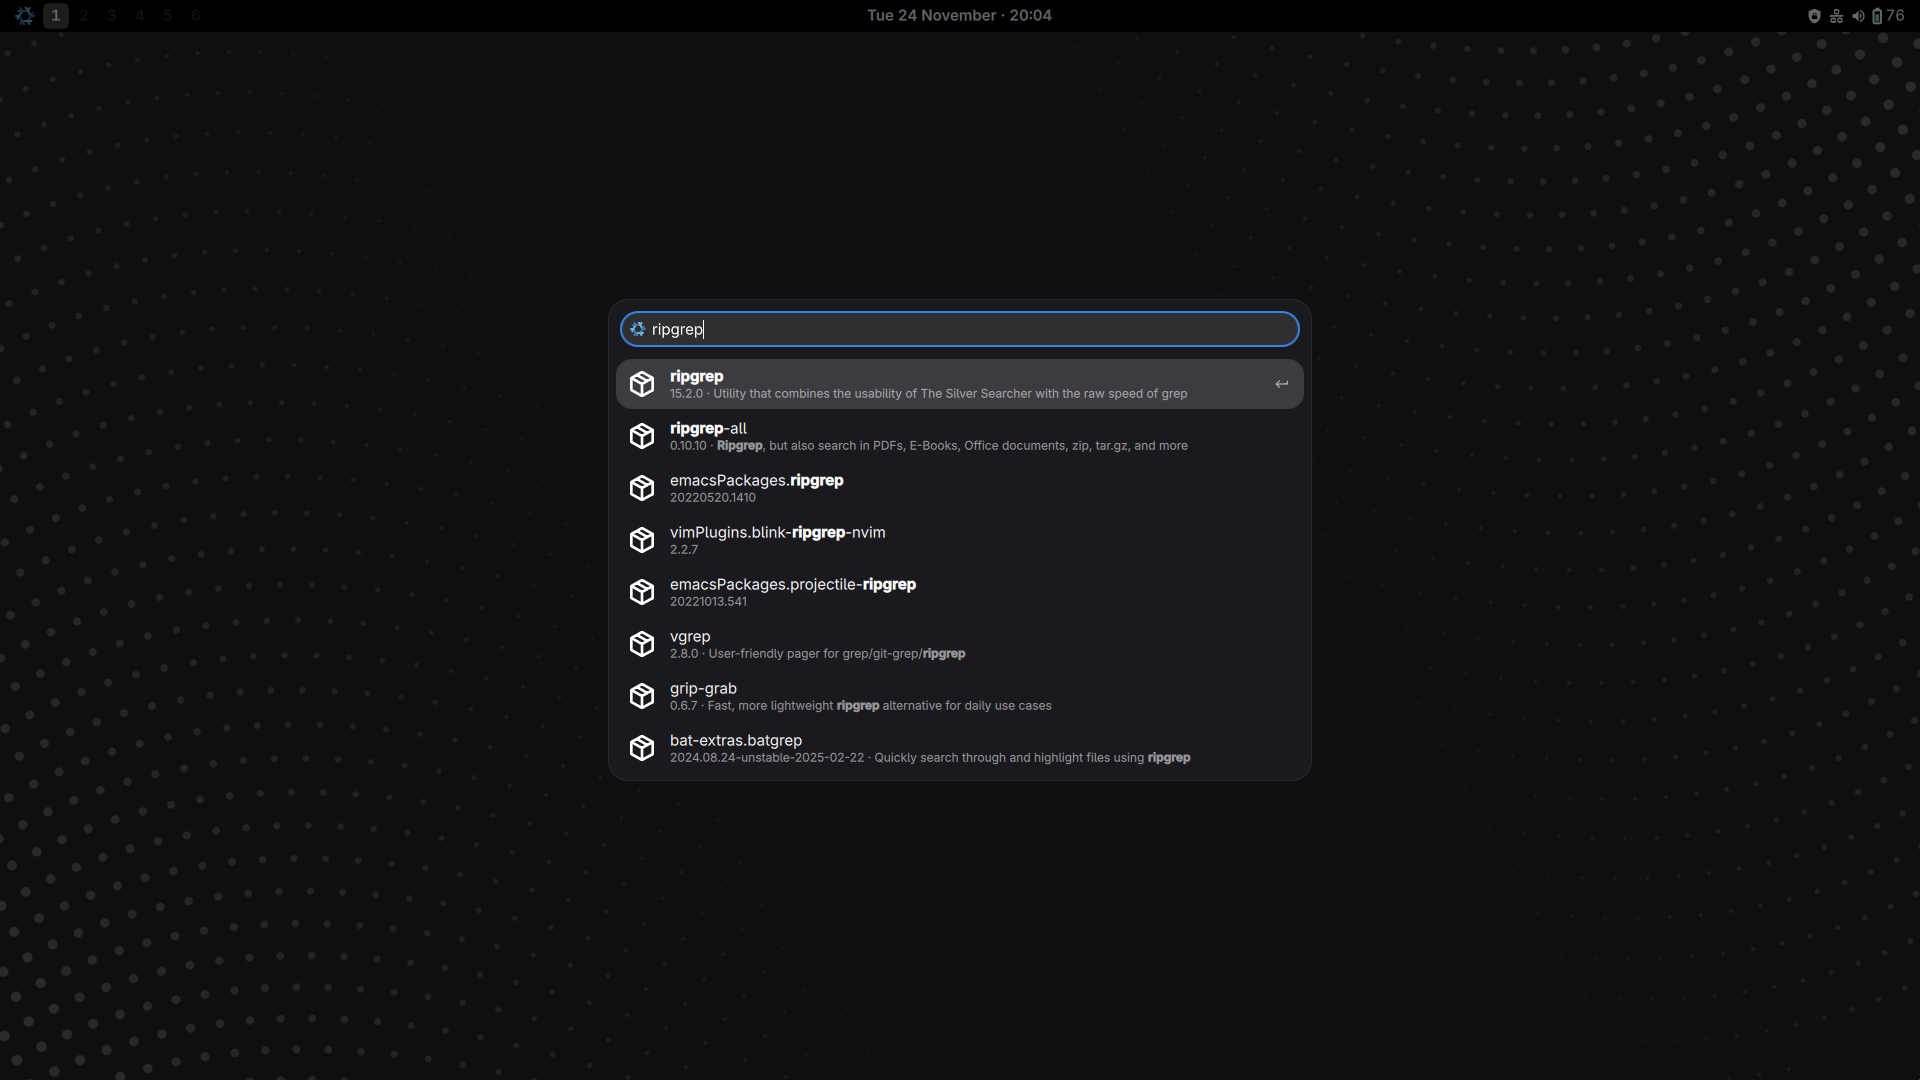 1 2 3 4 5 6
Tue 24 November · 20:04
76
ripgrep
ripgrep
15.2.0 · Utility that combines the usability of The Silver Searcher with the raw speed of grep
ripgrep-all
0.10.10 · Ripgrep, but also search in PDFs, E-Books, Office documents, zip, tar.gz, and more
emacsPackages.ripgrep
20220520.1410
vimPlugins.blink-ripgrep-nvim
2.2.7
emacsPackages.projectile-ripgrep
20221013.541
vgrep
2.8.0 · User-friendly pager for grep/git-grep/ripgrep
grip-grab
0.6.7 · Fast, more lightweight ripgrep alternative for daily use cases
bat-extras.batgrep
2024.08.24-unstable-2025-02-22 · Quickly search through and highlight files using ripgrep